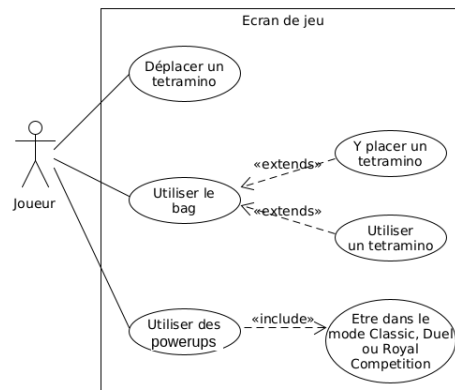 Ecran de jeu
Déplacer un
tetramino
Joueur
«extends»
Y placer un
tetramino
Utiliser le
bag
«extends»
Utiliser
un tetramino
Utiliser des
powerups
«include»
Etre dans le
mode Classic, Duel
ou Royal
Competition